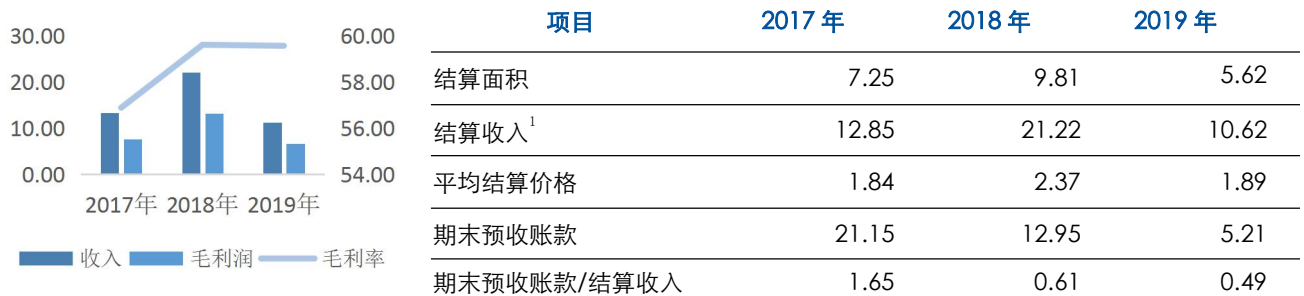 30.00
20.00
10.00
0.00
60.00
58.00
56.00
54.00
2017年 2018年 2019年
收入 毛利润 毛利率
项目 2017 年 2018 年 2019 年
结算面积 7.25 9.81 5.62
结算收入1 12.85 21.22 10.62
平均结算价格 1.84 2.37 1.89
期末预收账款 21.15 12.95 5.21
期末预收账款/结算收入 1.65 0.61 0.49